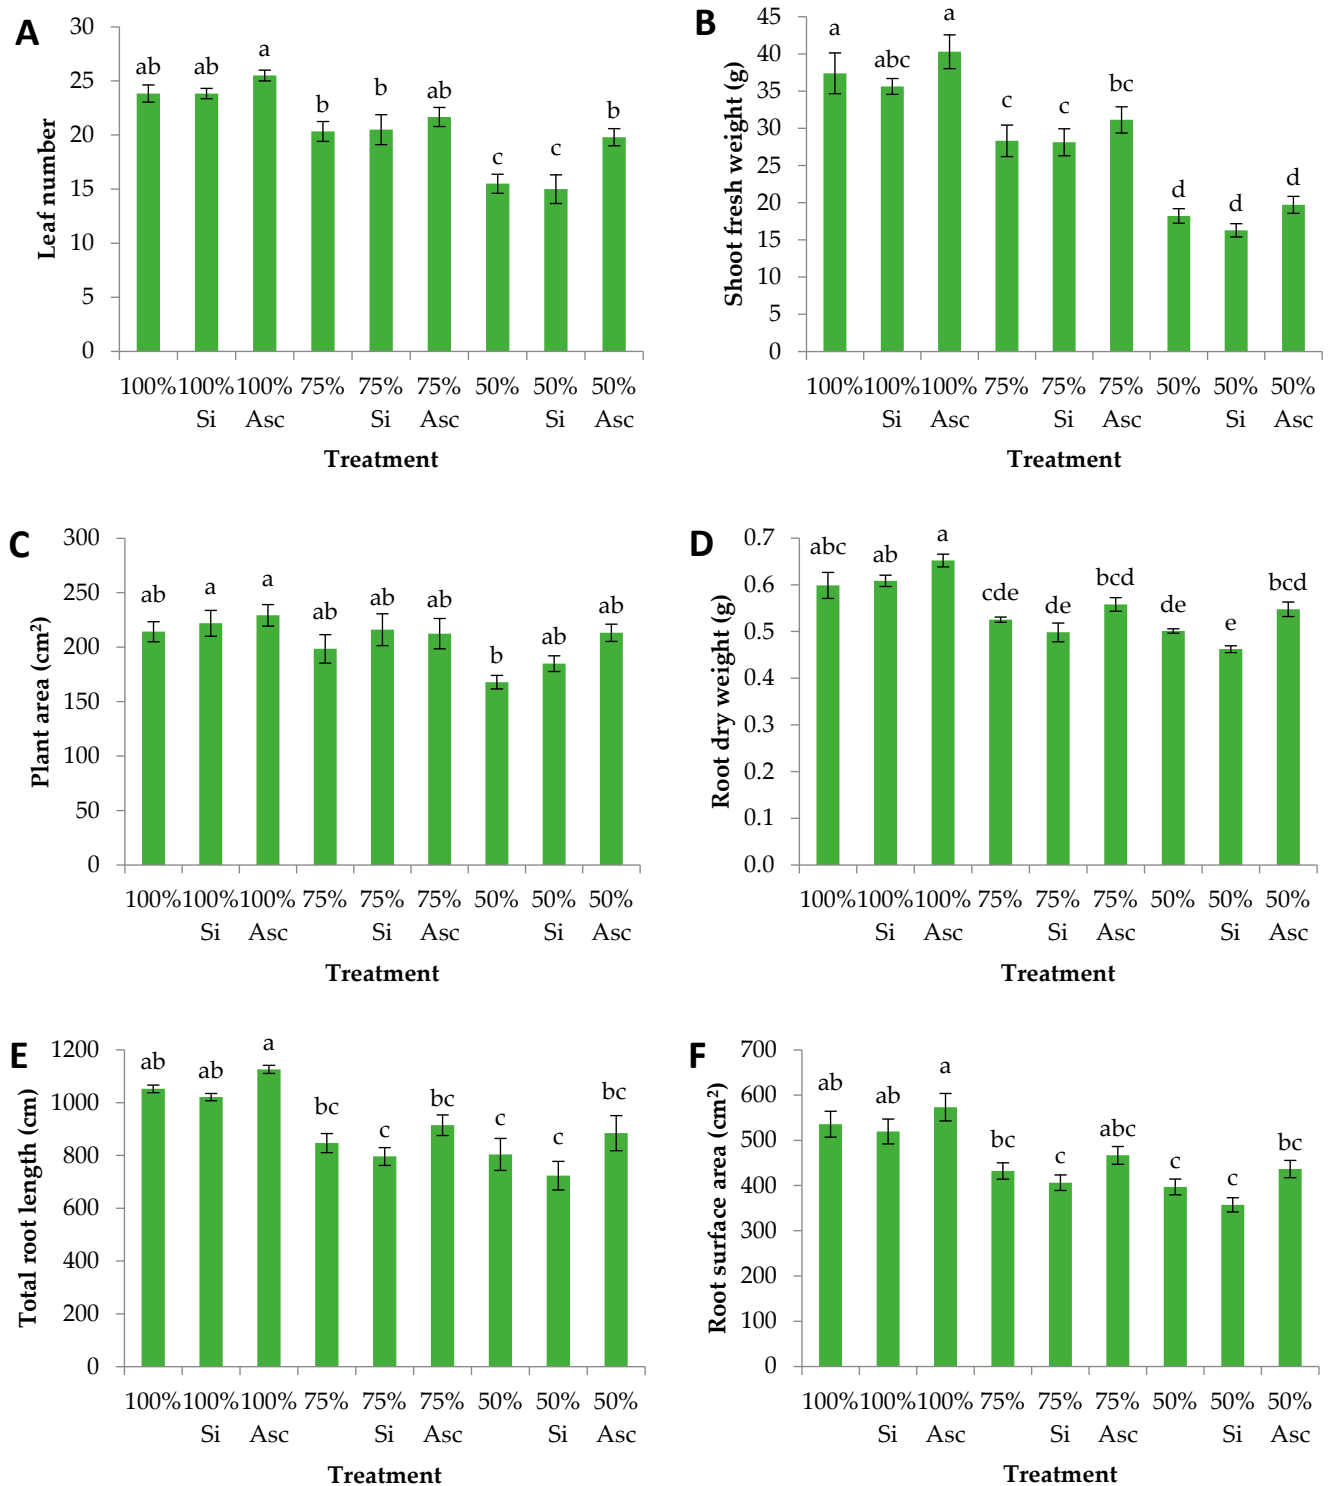 A
Leaf number
30
25
20
15
10
5
0
ab ab a b b ab c c b
100% 100% 100% 75% 75% 75% 50% 50% 50%
Si Asc Si Asc Si Asc
Treatment
B
Shoot fresh weight (g)
45
40
35
30
25
20
15
10
5
0
a abc a c c bc d d d
100% 100% 100% 75% 75% 75% 50% 50% 50%
Si Asc Si Asc Si Asc
Treatment
C
Plant area (cm²)
300
250
200
150
100
50
0
ab a a ab ab ab b ab ab
100% 100% 100% 75% 75% 75% 50% 50% 50%
Si Asc Si Asc Si Asc
Treatment
D
Root dry weight (g)
0.7
0.6
0.5
0.4
0.3
0.2
0.1
0.0
abc ab a cde de bcd de e bcd
100% 100% 100% 75% 75% 75% 50% 50% 50%
Si Asc Si Asc Si Asc
Treatment
E
Total root length (cm)
1200
1000
800
600
400
200
0
ab ab a bc c bc c c bc
100% 100% 100% 75% 75% 75% 50% 50% 50%
Si Asc Si Asc Si Asc
Treatment
F
Root surface area (cm²)
700
600
500
400
300
200
100
0
ab ab a bc c abc c c bc
100% 100% 100% 75% 75% 75% 50% 50% 50%
Si Asc Si Asc Si Asc
Treatment